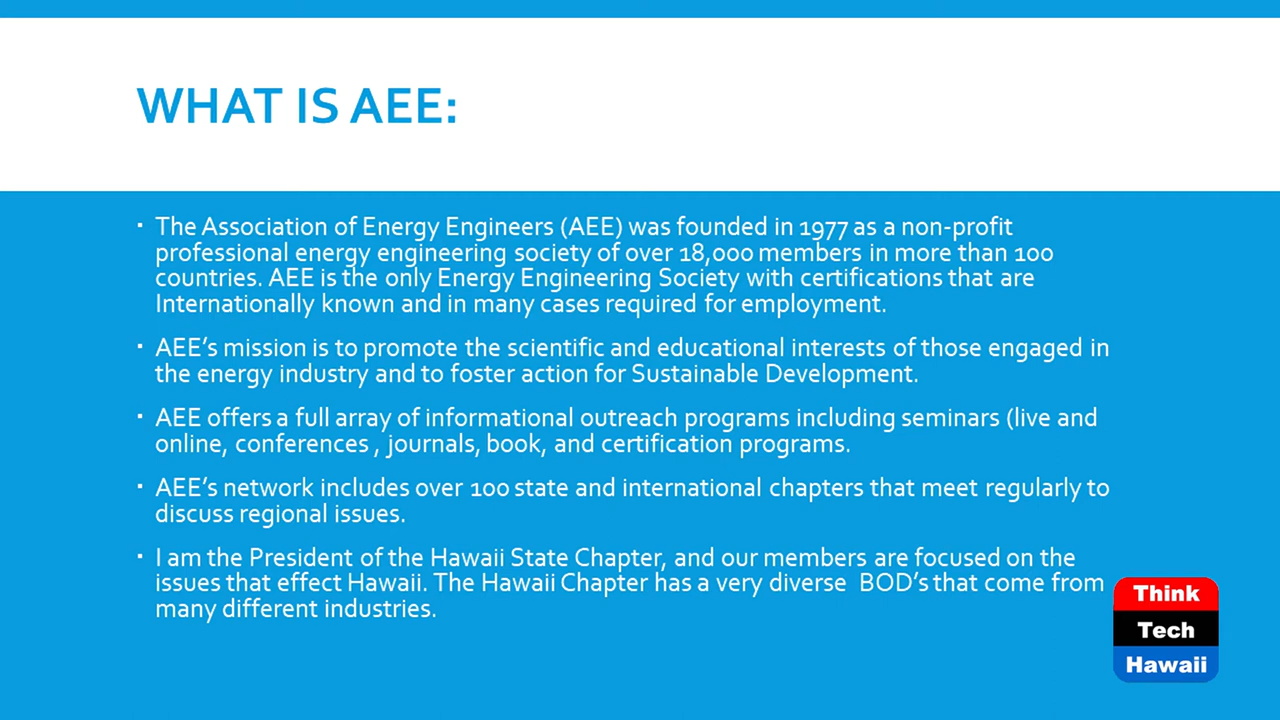 WHAT IS AEE:
▪ The Association of Energy Engineers (AEE) was founded in 1977 as a non-profit
professional energy engineering society of over 18,000 members in more than 100
countries. AEE is the only Energy Engineering Society with certifications that are
Internationally known and in many cases required for employment.
▪ AEE’s mission is to promote the scientific and educational interests of those engaged in
the energy industry and to foster action for Sustainable Development.
▪ AEE offers a full array of informational outreach programs including seminars (live and
online, conferences , journals, book, and certification programs.
▪ AEE’s network includes over 100 state and international chapters that meet regularly to
discuss regional issues.
▪ I am the President of the Hawaii State Chapter, and our members are focused on the
issues that effect Hawaii. The Hawaii Chapter has a very diverse  BOD’s that come from
many different industries.
Think
Tech
Hawaii